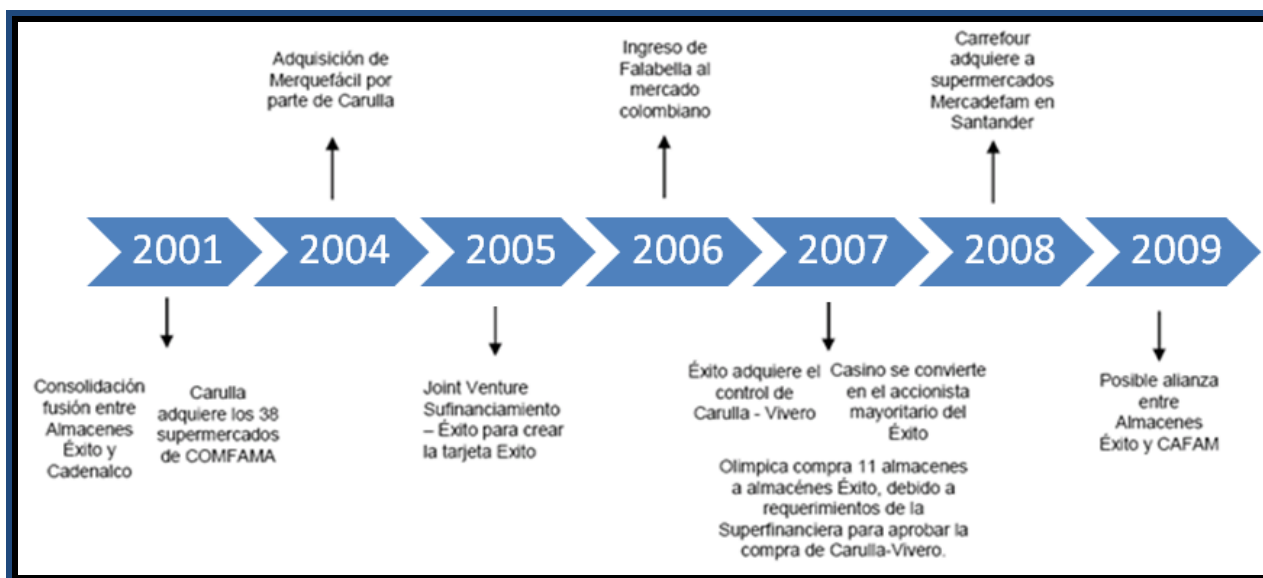 Adquisición de
Merquefácil por
parte de Carulla
Ingreso de
Falabella al
mercado
colombiano
Carrefour
adquiere a
supermercados
Mercadefam en
Santander
2001
2004
2005
2006
2007
2008
2009
Consolidación
fusión entre
Almacenes
Éxito y
Cadenalco
Carulla
adquiere los 38
supermercados
de COMFAMA
Joint Venture
Sufinanciamiento
– Éxito para crear
la tarjeta Exito
Éxito adquiere el
control de
Carulla - Vivero
Casino se convierte
en el accionista
mayoritario del
Éxito
Olimpica compra 11 almacenes
a almacénes Éxito, debido a
requerimientos de la
Superfinanciera para aprobar la
compra de Carulla-Vivero.
Posible alianza
entre
Almacenes
Éxito y CAFAM